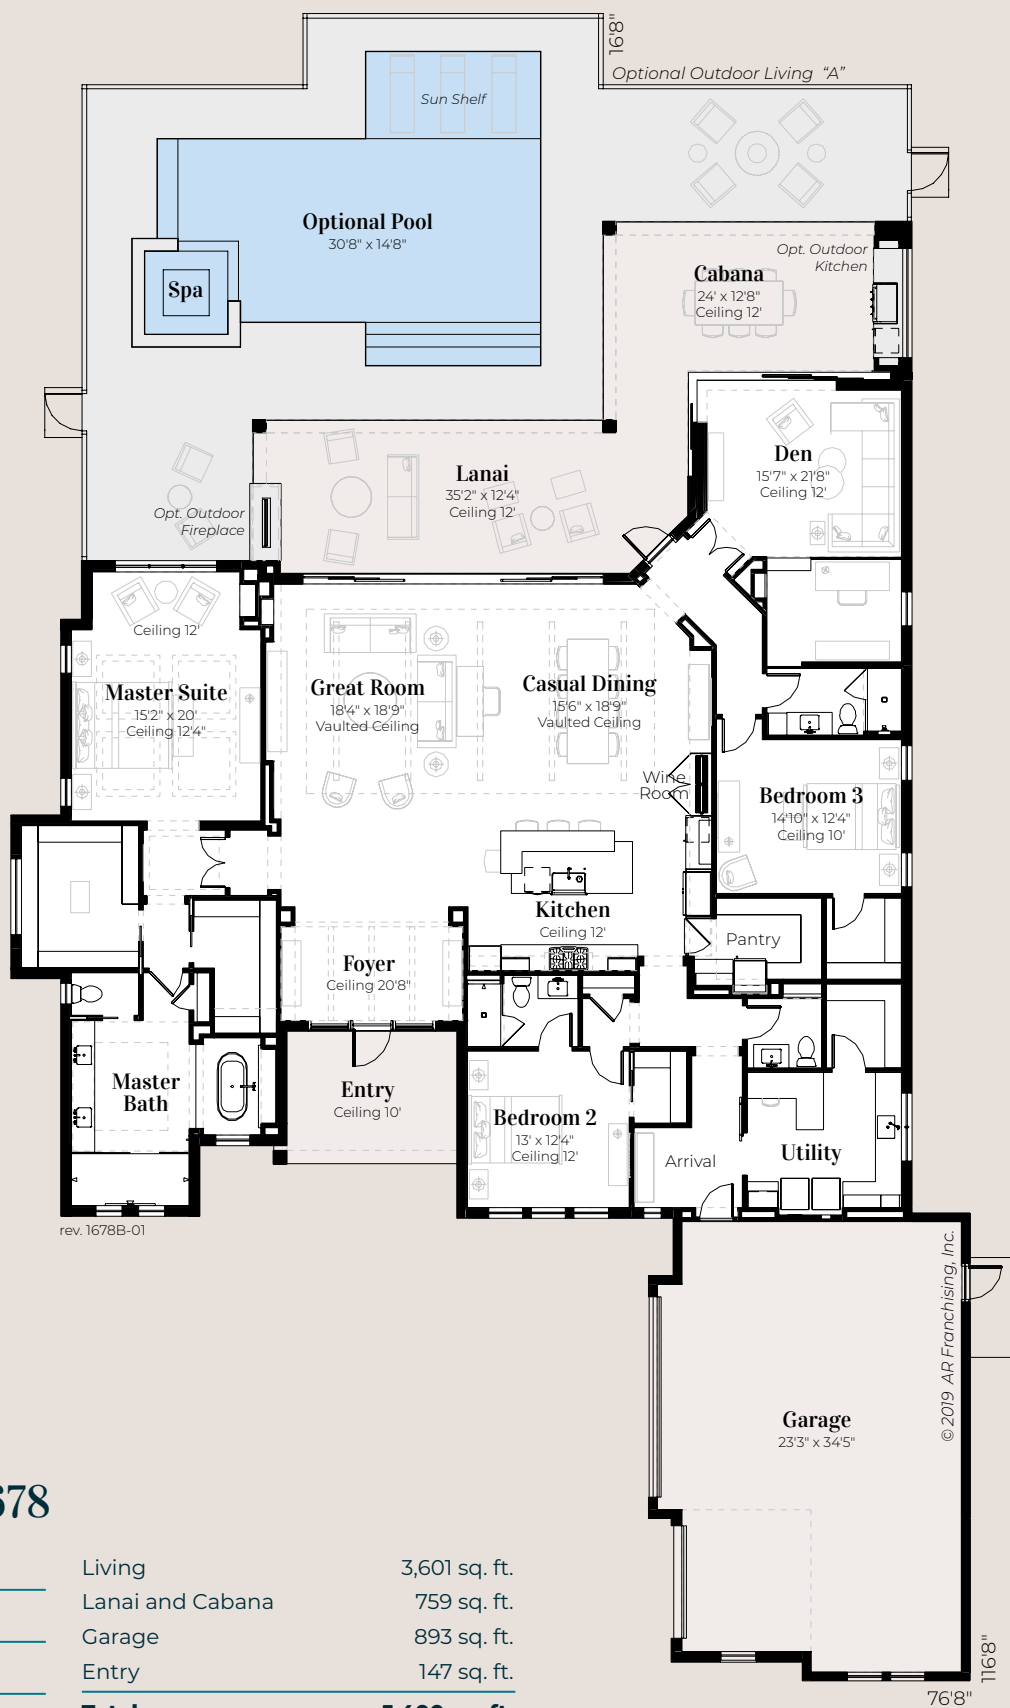 16'8"
Optional Outdoor Living “A”
Sun Shelf
Optional Pool
30'8" x 14'8"
Spa
Opt. Outdoor
Kitchen
Cabana
24' x 12'8"
Ceiling 12'
Den
15'7" x 21'8"
Ceiling 12'
Lanai
35'2" x 12'4"
Ceiling 12'
Opt. Outdoor
Fireplace
Ceiling 12'
Master Suite
15'2" x 20'
Ceiling 12'4"
Great Room
18'4" x 18'9"
Vaulted Ceiling
Casual Dining
15'6" x 18'9"
Vaulted Ceiling
Wine
Room
Bedroom 3
14'10" x 12'4"
Ceiling 10'
Kitchen
Ceiling 12'
Pantry
Foyer
Ceiling 20'8"
Master
Bath
Entry
Ceiling 10'
Bedroom 2
13' x 12'4"
Ceiling 12'
Arrival
Utility
rev. 1678B-01
© 2019 AR Franchising, Inc.
Garage
23'3" x 34'5"
678
Living 3,601 sq. ft.
Lanai and Cabana 759 sq. ft.
Garage 893 sq. ft.
Entry 147 sq. ft.
116'8"
76'8"